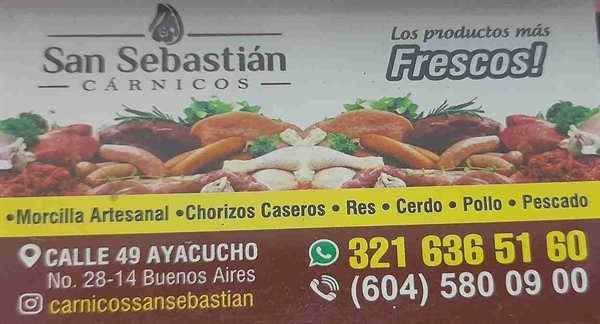 San Sebastián
CÁRNICOS
Los productos más
Frescos!
•Morcilla Artesanal •Chorizos Caseros • Res • Cerdo • Pollo • Pescado
CALLE 49 AYACUCHO
No. 28-14 Buenos Aires
carnicossansebastian
321 636 51 60
(604) 580 09 00